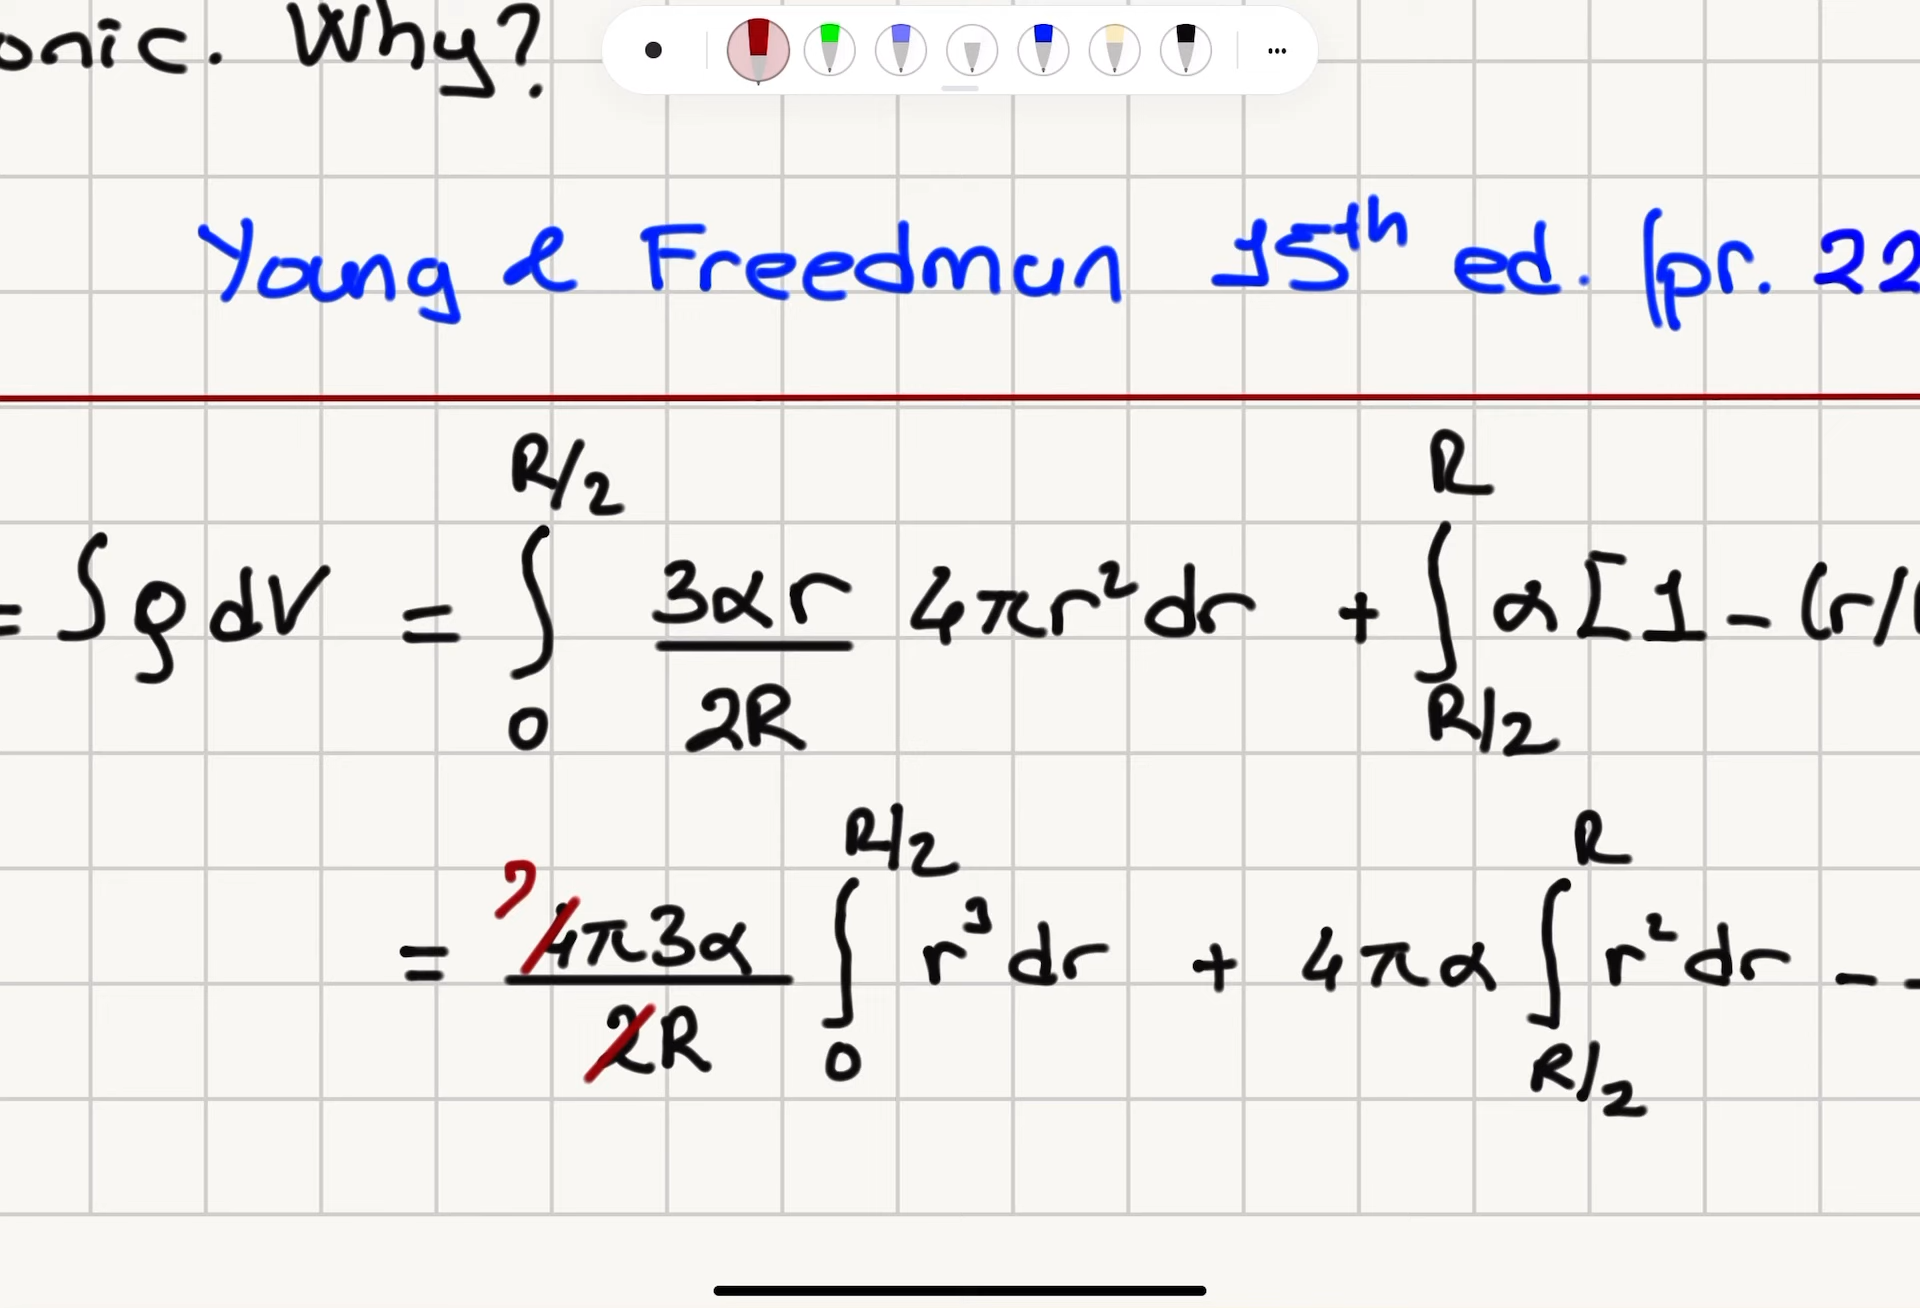 onic. Why?
Young & Freedman 15th ed. (pr. 22
= ∫ρdV = ∫₀^{R/2} 3αr/2R 4πr²dr + ∫_{R/2}^{R} α[1-(r/
= 4π3α/2R ∫₀^{R/2} r³dr + 4πα ∫_{R/2}^{R} r²dr -